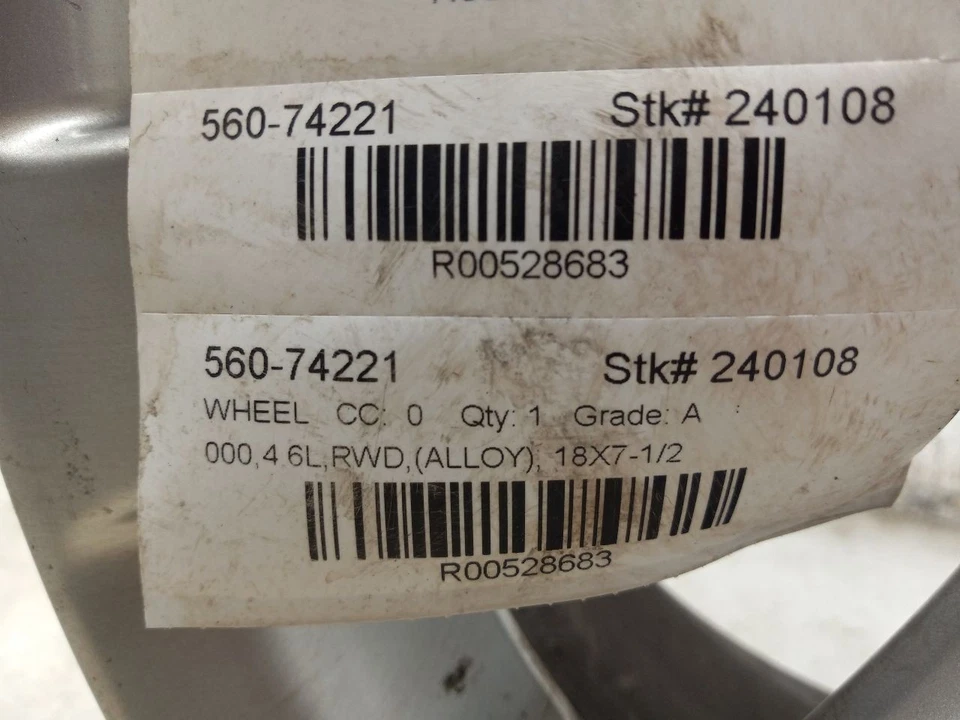 560-74221 Stk# 240108
R00528683
560-74221 Stk# 240108
WHEEL CC: 0 Qty: 1 Grade: A
000,4.6L,RWD,(ALLOY), 18X7-1/2
R00528683